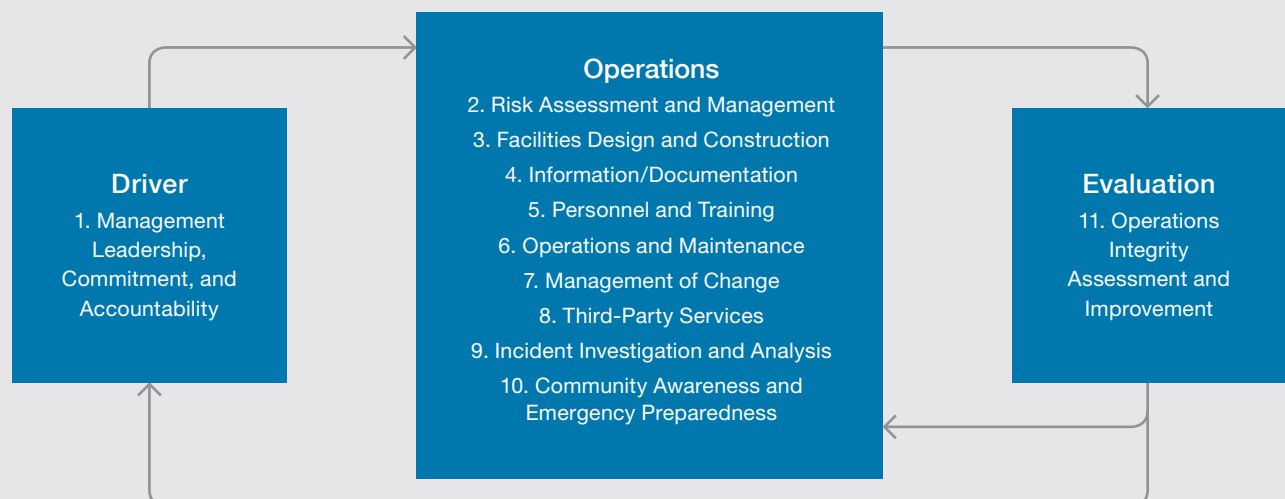 Driver
1. Management
Leadership,
Commitment, and
Accountability
Operations
2. Risk Assessment and Management
3. Facilities Design and Construction
4. Information/Documentation
5. Personnel and Training
6. Operations and Maintenance
7. Management of Change
8. Third-Party Services
9. Incident Investigation and Analysis
10. Community Awareness and
Emergency Preparedness
Evaluation
11. Operations
Integrity
Assessment and
Improvement